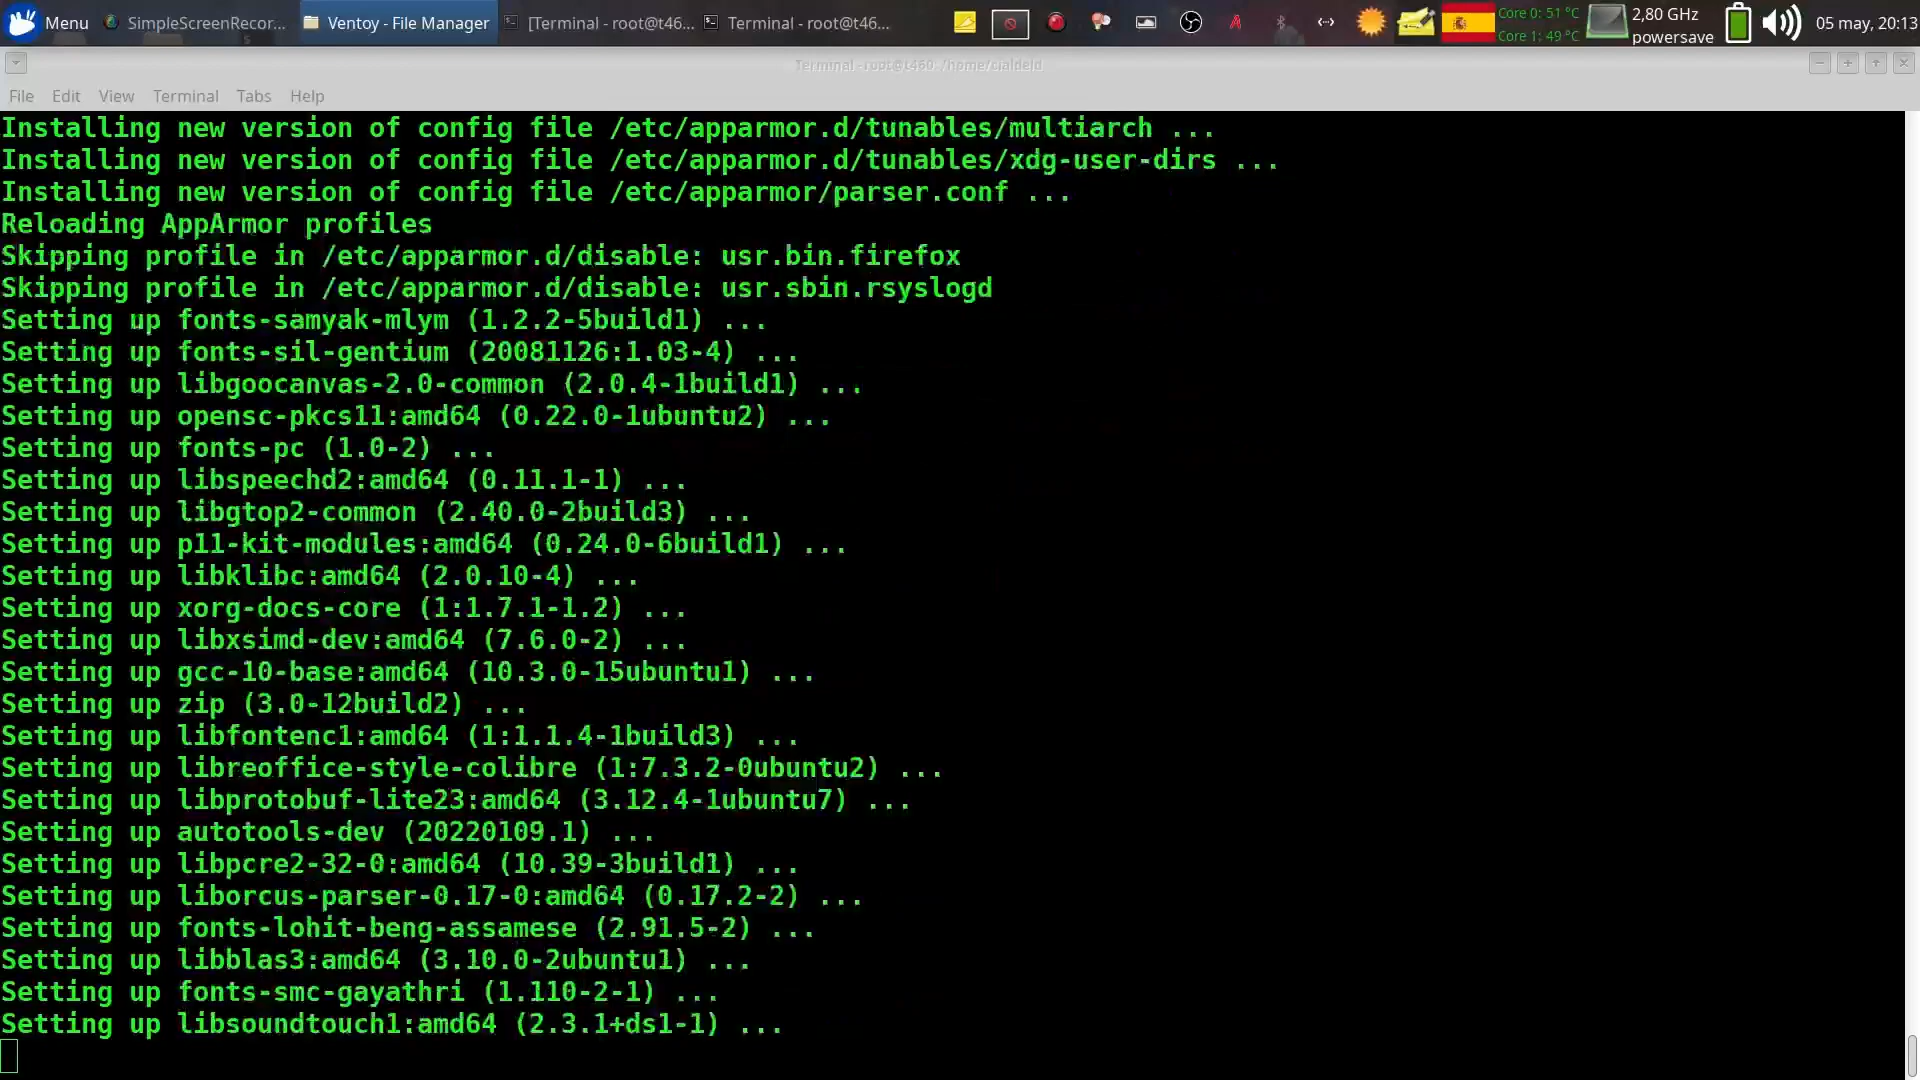 Menu SimpleScreenRecor... Ventoy - File Manager [Terminal - root@t46... Terminal - root@t46... Core 0: 51 °C 2,80 GHz 05 may, 20:13
Core 1: 49 °C powersave
Terminal - root@t460: /home/cialdeld
File Edit View Terminal Tabs Help
Installing new version of config file /etc/apparmor.d/tunables/multiarch ...
Installing new version of config file /etc/apparmor.d/tunables/xdg-user-dirs ...
Installing new version of config file /etc/apparmor/parser.conf ...
Reloading AppArmor profiles
Skipping profile in /etc/apparmor.d/disable: usr.bin.firefox
Skipping profile in /etc/apparmor.d/disable: usr.sbin.rsyslogd
Setting up fonts-samyak-mlym (1.2.2-5build1) ...
Setting up fonts-sil-gentium (20081126:1.03-4) ...
Setting up libgoocanvas-2.0-common (2.0.4-1build1) ...
Setting up opensc-pkcs11:amd64 (0.22.0-1ubuntu2) ...
Setting up fonts-pc (1.0-2) ...
Setting up libspeechd2:amd64 (0.11.1-1) ...
Setting up libgtop2-common (2.40.0-2build3) ...
Setting up p11-kit-modules:amd64 (0.24.0-6build1) ...
Setting up libklibc:amd64 (2.0.10-4) ...
Setting up xorg-docs-core (1:1.7.1-1.2) ...
Setting up libxsimd-dev:amd64 (7.6.0-2) ...
Setting up gcc-10-base:amd64 (10.3.0-15ubuntu1) ...
Setting up zip (3.0-12build2) ...
Setting up libfontenc1:amd64 (1:1.1.4-1build3) ...
Setting up libreoffice-style-colibre (1:7.3.2-0ubuntu2) ...
Setting up libprotobuf-lite23:amd64 (3.12.4-1ubuntu7) ...
Setting up autotools-dev (20220109.1) ...
Setting up libpcre2-32-0:amd64 (10.39-3build1) ...
Setting up liborcus-parser-0.17-0:amd64 (0.17.2-2) ...
Setting up fonts-lohit-beng-assamese (2.91.5-2) ...
Setting up libblas3:amd64 (3.10.0-2ubuntu1) ...
Setting up fonts-smc-gayathri (1.110-2-1) ...
Setting up libsoundtouch1:amd64 (2.3.1+ds1-1) ...